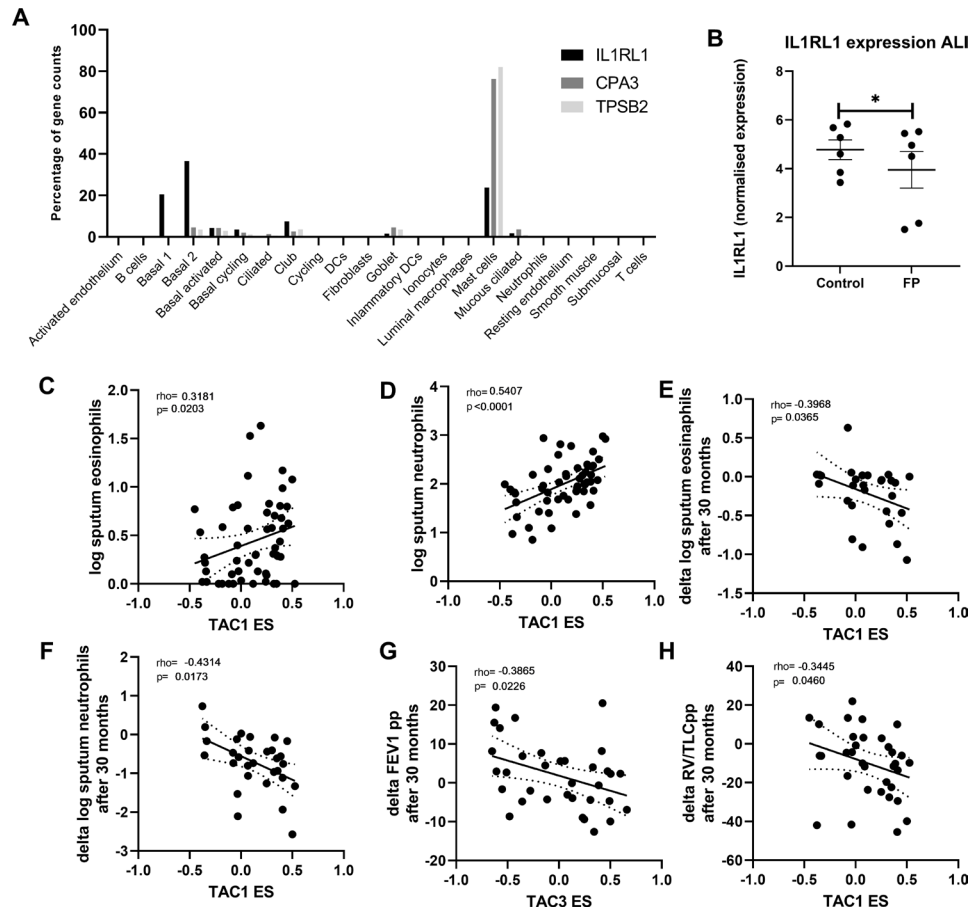 A
Percentage of gene counts
100
80
60
40
20
0
IL1RL1
CPA3
TPSB2
Activated endothelium
B cells
Basal 1
Basal 2
Basal activated
Basal cycling
Ciliated
Club
Cycling
DCs
Fibroblasts
Goblet
Inlammatory DCs
Ionocytes
Luminal macrophages
Mast cells
Mucous ciliated
Neutrophils
Resting endothelium
Smooth muscle
Submucosal
T cells
B
IL1RL1 expression ALI
IL1RL1 (normalised expression)
8
6
4
2
0
*
Control
FP
C
rho= 0.3181
p= 0.0203
log sputum eosinophils
2.0
1.5
1.0
0.5
0.0
-1.0
-0.5
0.0
0.5
1.0
TAC1 ES
D
rho= 0.5407
p <0.0001
log sputum neutrophils
4
3
2
1
0
-1.0
-0.5
0.0
0.5
1.0
TAC1 ES
E
rho= -0.3968
p= 0.0365
delta log sputum eosinaphils
after 30 months
1.0
0.5
0.0
-0.5
-1.0
-1.5
-1.0
-0.5
0.0
0.5
1.0
TAC1 ES
F
rho= -0.4314
p= 0.0173
delta log sputum neutrophils
after 30 months
2
1
0
-1
-2
-3
-1.0
-0.5
0.0
0.5
1.0
TAC1 ES
G
rho= -0.3865
p= 0.0226
delta FEV1 pp
after 30 months
30
20
10
0
-10
-20
-1.0
-0.5
0.0
0.5
1.0
TAC3 ES
H
rho= -0.3445
p= 0.0460
delta RV/TLCpp
after 30 months
40
20
0
-20
-40
-60
-1.0
-0.5
0.0
0.5
1.0
TAC1 ES